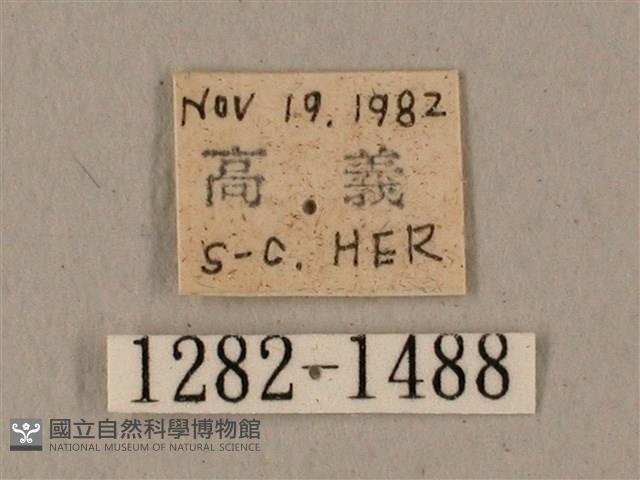 NOV 19. 1982
高 義
S-C. HER
1282-1488
國立自然科學博物館
NATIONAL MUSEUM OF NATURAL SCIENCE